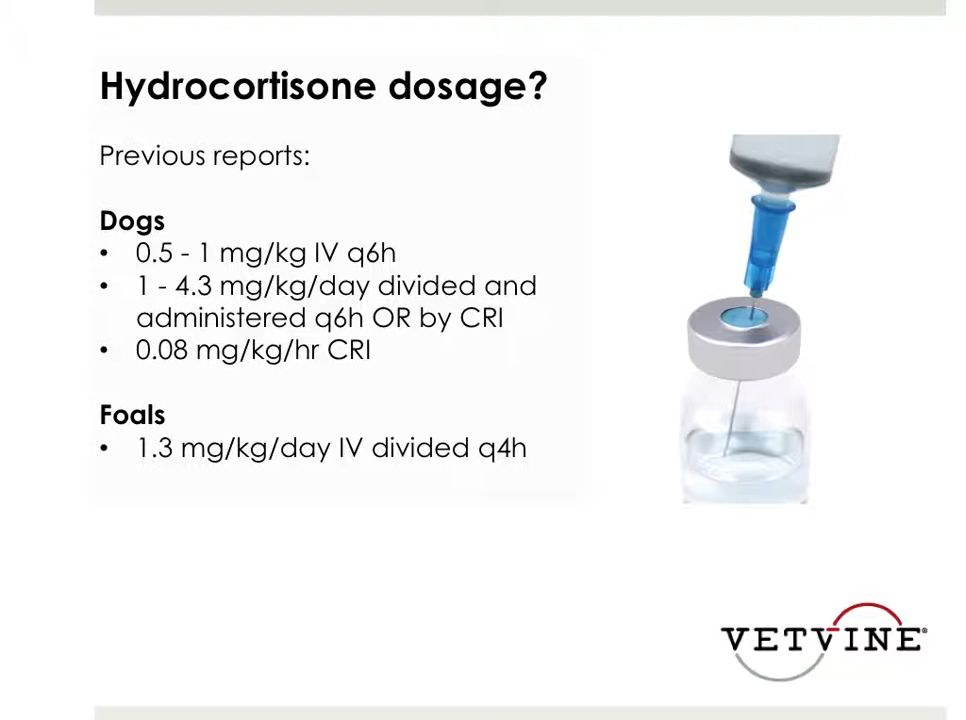 Hydrocortisone dosage?
Previous reports:
Dogs
• 0.5 - 1 mg/kg IV q6h
• 1 - 4.3 mg/kg/day divided and
administered q6h OR by CRI
• 0.08 mg/kg/hr CRI
Foals
• 1.3 mg/kg/day IV divided q4h
VETVINE®